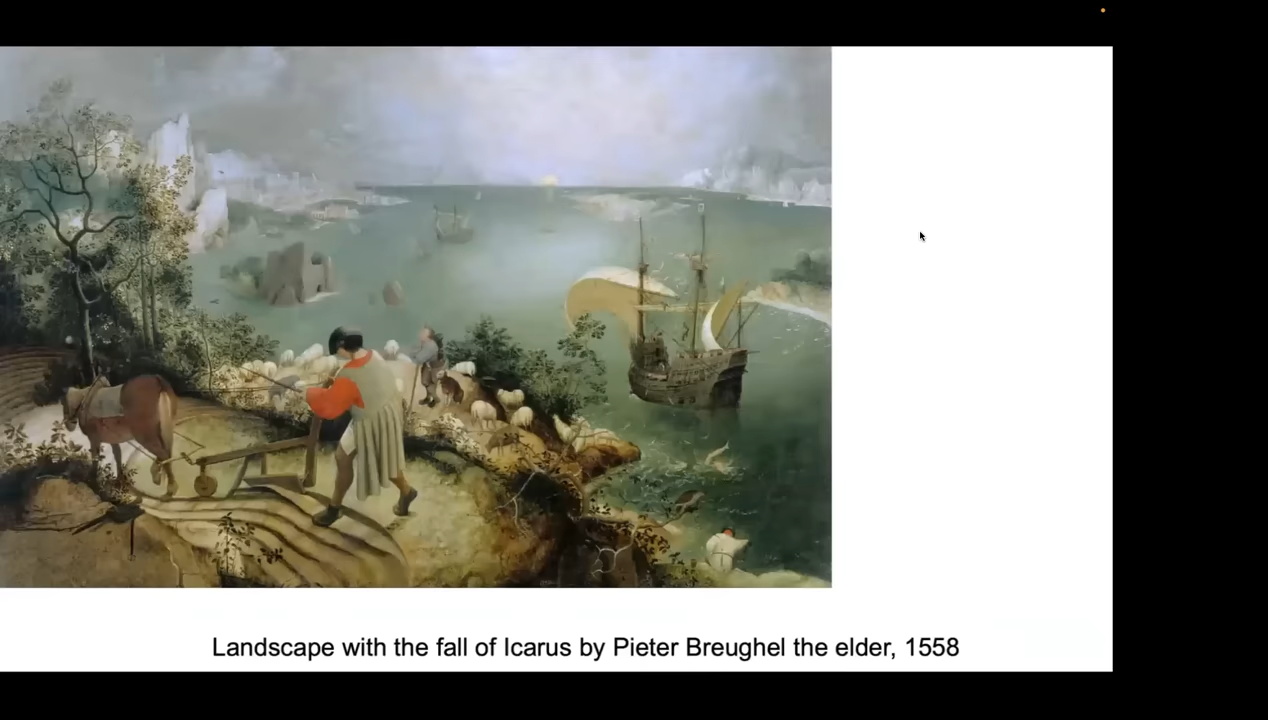 Landscape with the fall of Icarus by Pieter Breughel the elder, 1558